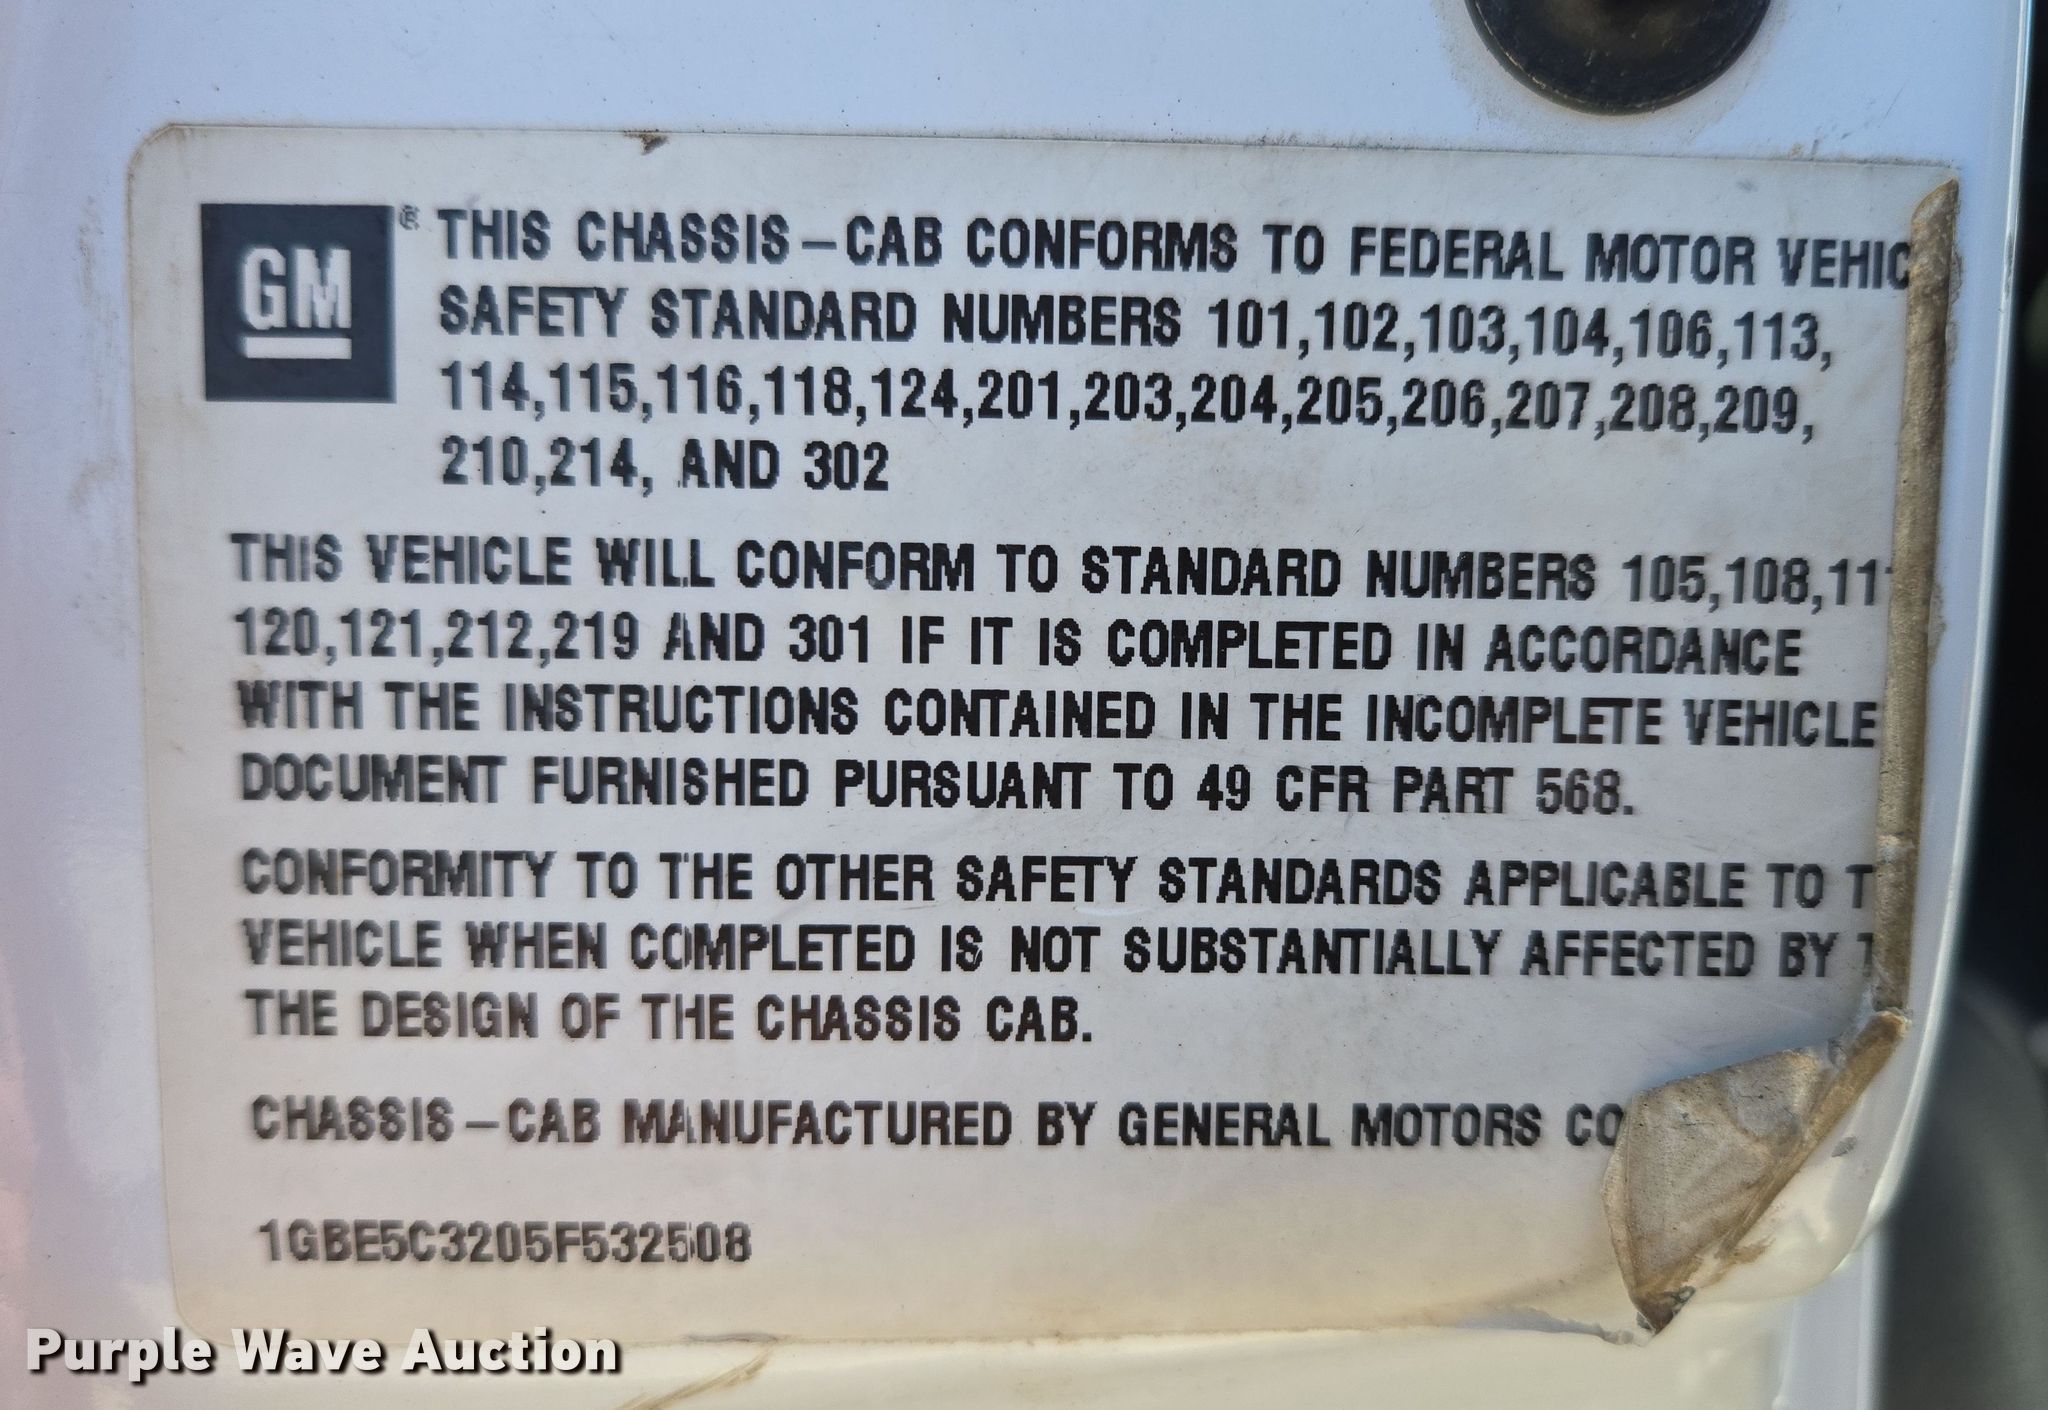 GM ® THIS CHASSIS-CAB CONFORMS TO FEDERAL MOTOR VEHIC
SAFETY STANDARD NUMBERS 101,102,103,104,106,113,
114,115,116,118,124,201,203,204,205,206,207,208,209,
210,214, AND 302
THIS VEHICLE WILL CONFORM TO STANDARD NUMBERS 105,108,11
120,121,212,219 AND 301 IF IT IS COMPLETED IN ACCORDANCE
WITH THE INSTRUCTIONS CONTAINED IN THE INCOMPLETE VEHICLE
DOCUMENT FURNISHED PURSUANT TO 49 CFR PART 568.
CONFORMITY TO THE OTHER SAFETY STANDARDS APPLICABLE TO T
VEHICLE WHEN COMPLETED IS NOT SUBSTANTIALLY AFFECTED BY T
THE DESIGN OF THE CHASSIS CAB.
CHASSIS-CAB MANUFACTURED BY GENERAL MOTORS CO
1GBE5C3205F532508
Purple Wave Auction